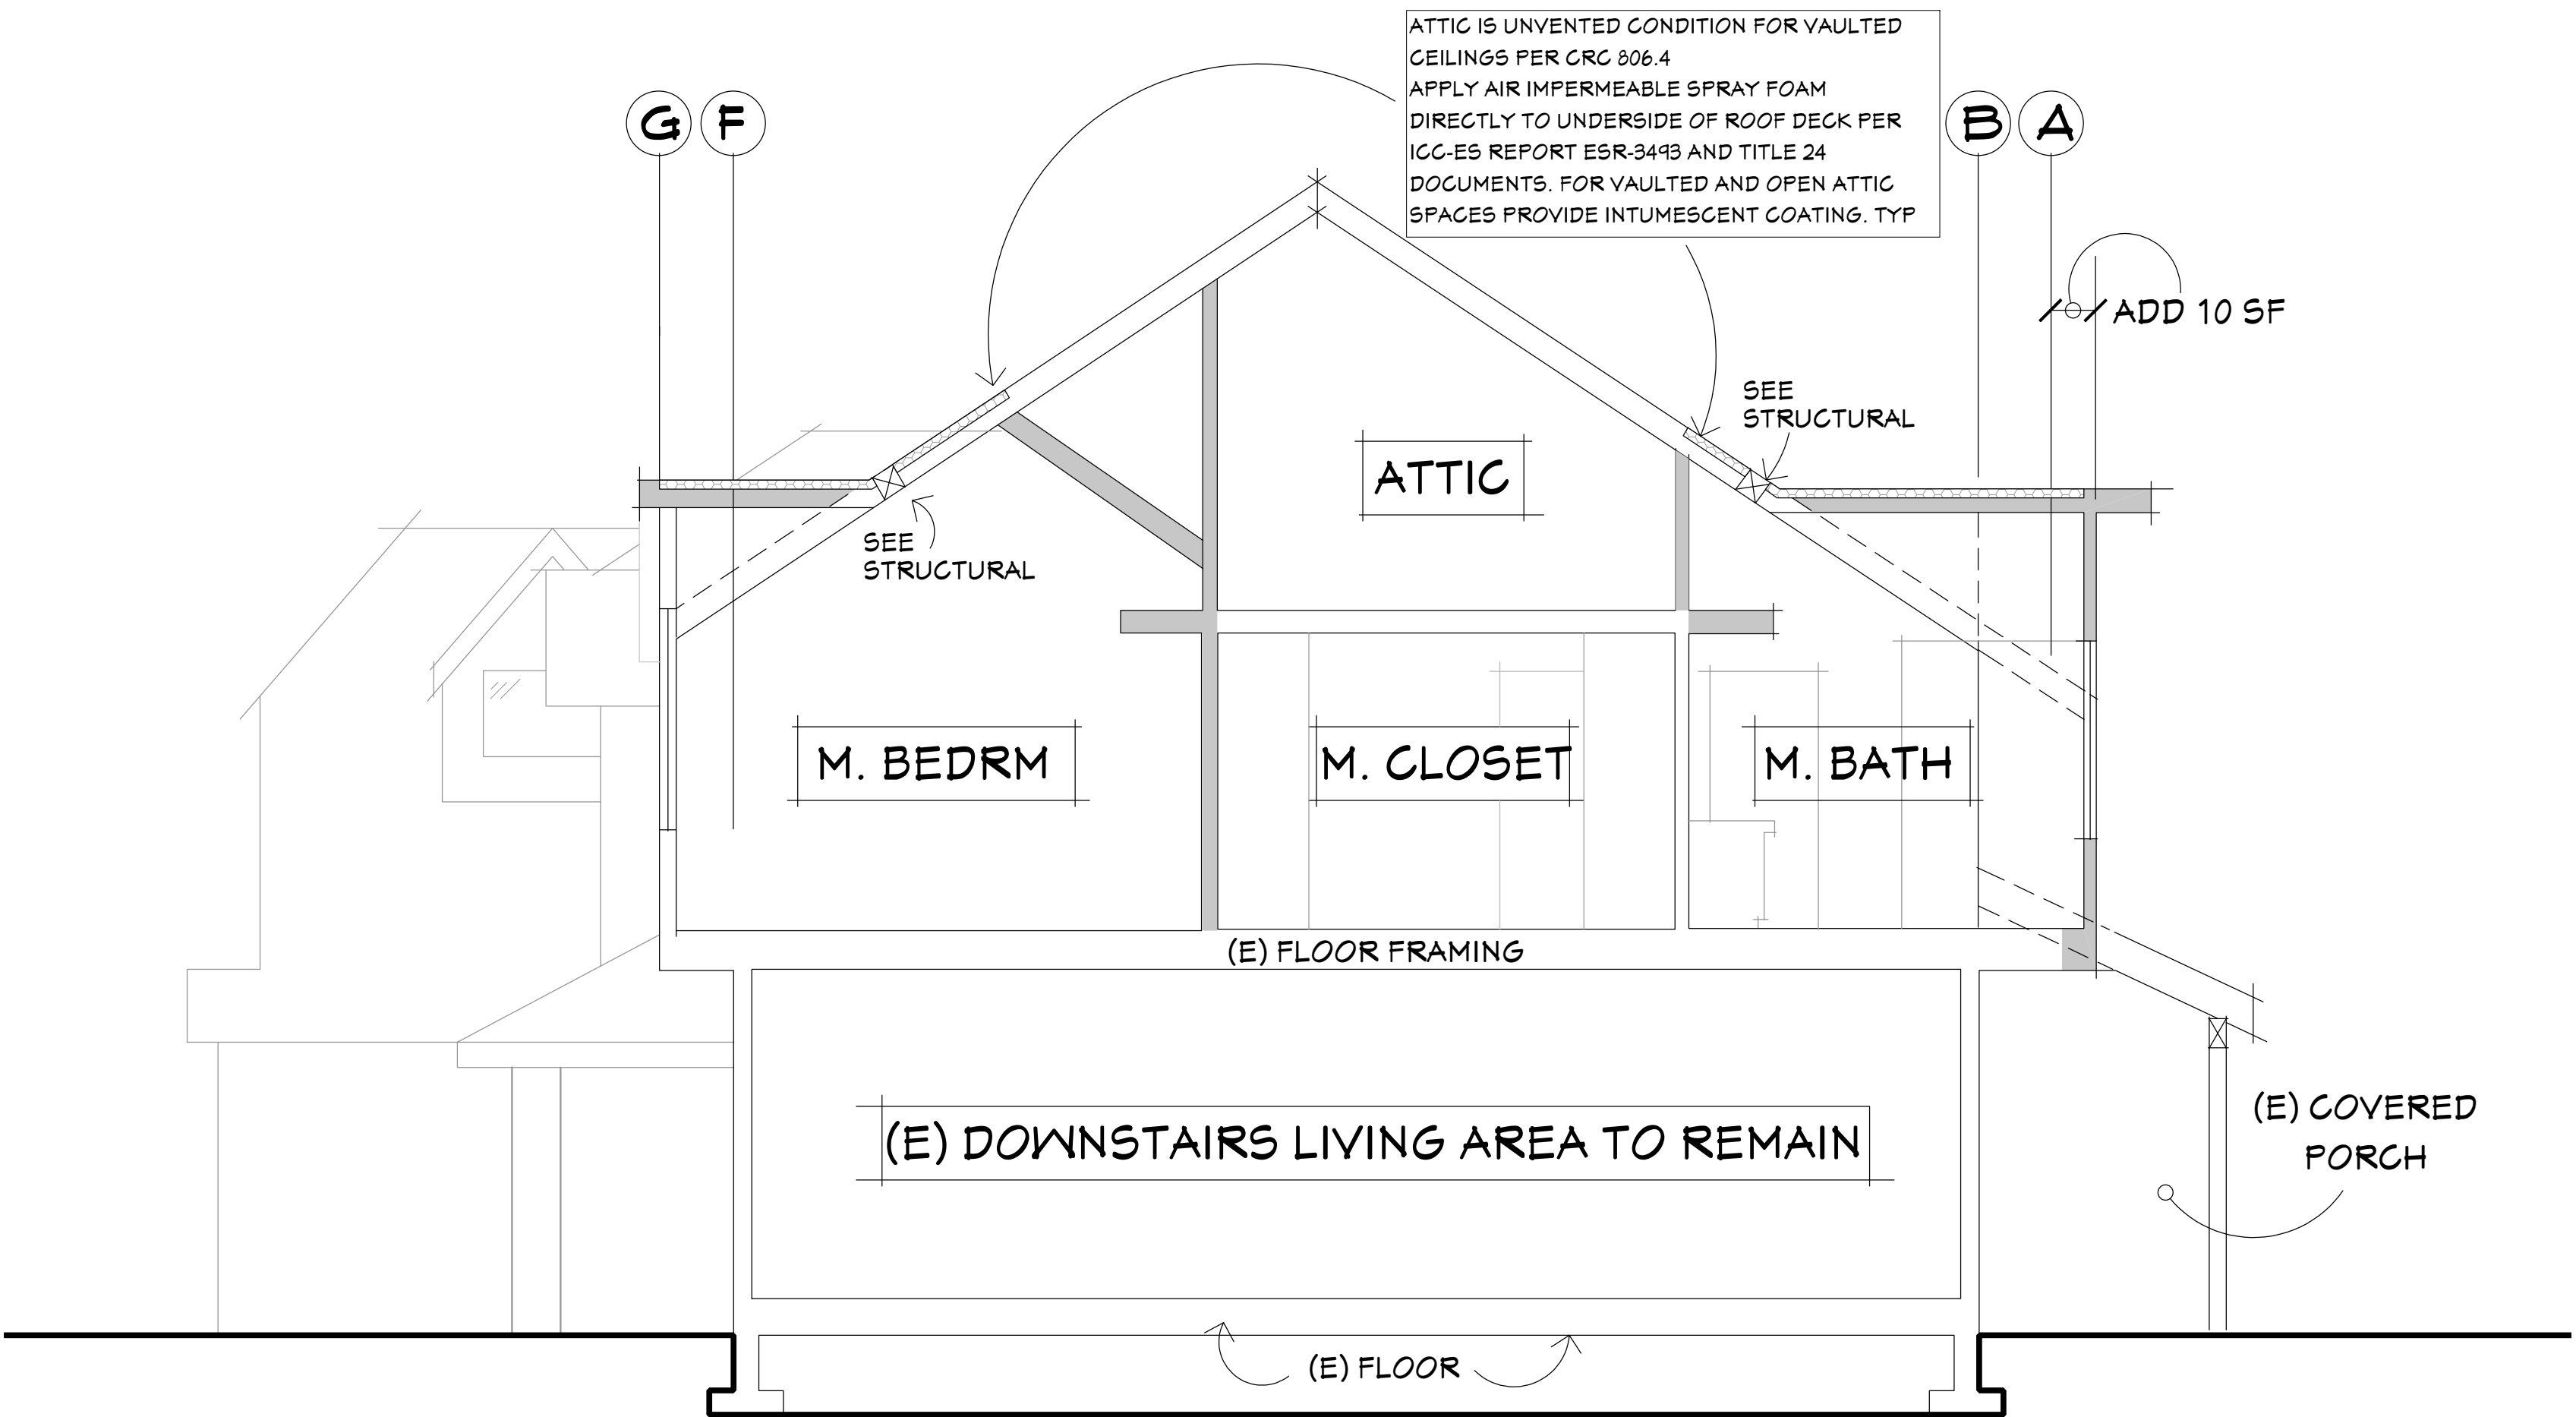 ATTIC IS UNVENTED CONDITION FOR VAULTED
CEILINGS PER CRC 806.4
APPLY AIR IMPERMEABLE SPRAY FOAM
DIRECTLY TO UNDERSIDE OF ROOF DECK PER
ICC-ES REPORT ESR-3493 AND TITLE 24
DOCUMENTS. FOR VAULTED AND OPEN ATTIC
SPACES PROVIDE INTUMESCENT COATING. TYP
G
F
B
A
ADD 10 SF
SEE
STRUCTURAL
ATTIC
SEE
STRUCTURAL
M. BEDRM
M. CLOSET
M. BATH
(E) FLOOR FRAMING
(E) DOWNSTAIRS LIVING AREA TO REMAIN
(E) COVERED
PORCH
(E) FLOOR